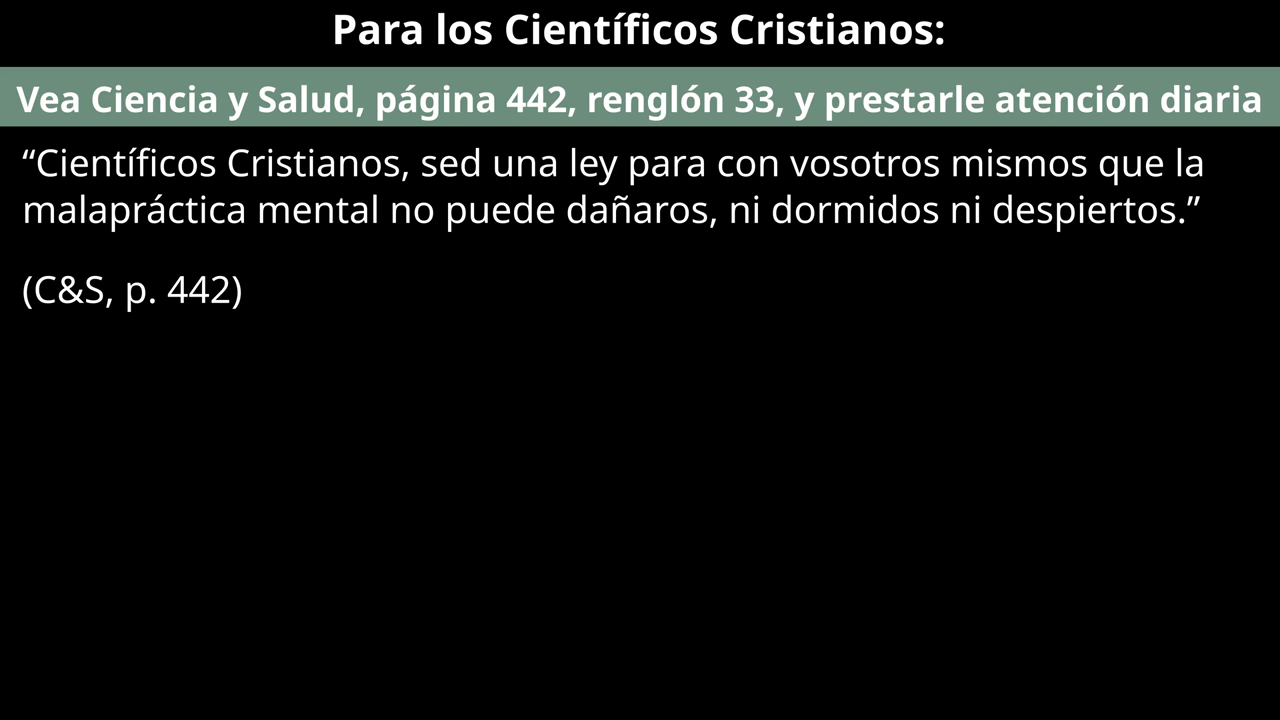 Para los Científicos Cristianos:
Vea Ciencia y Salud, página 442, renglón 33, y prestarle atención diaria
“Científicos Cristianos, sed una ley para con vosotros mismos que la
malapráctica mental no puede dañaros, ni dormidos ni despiertos.”
(C&S, p. 442)